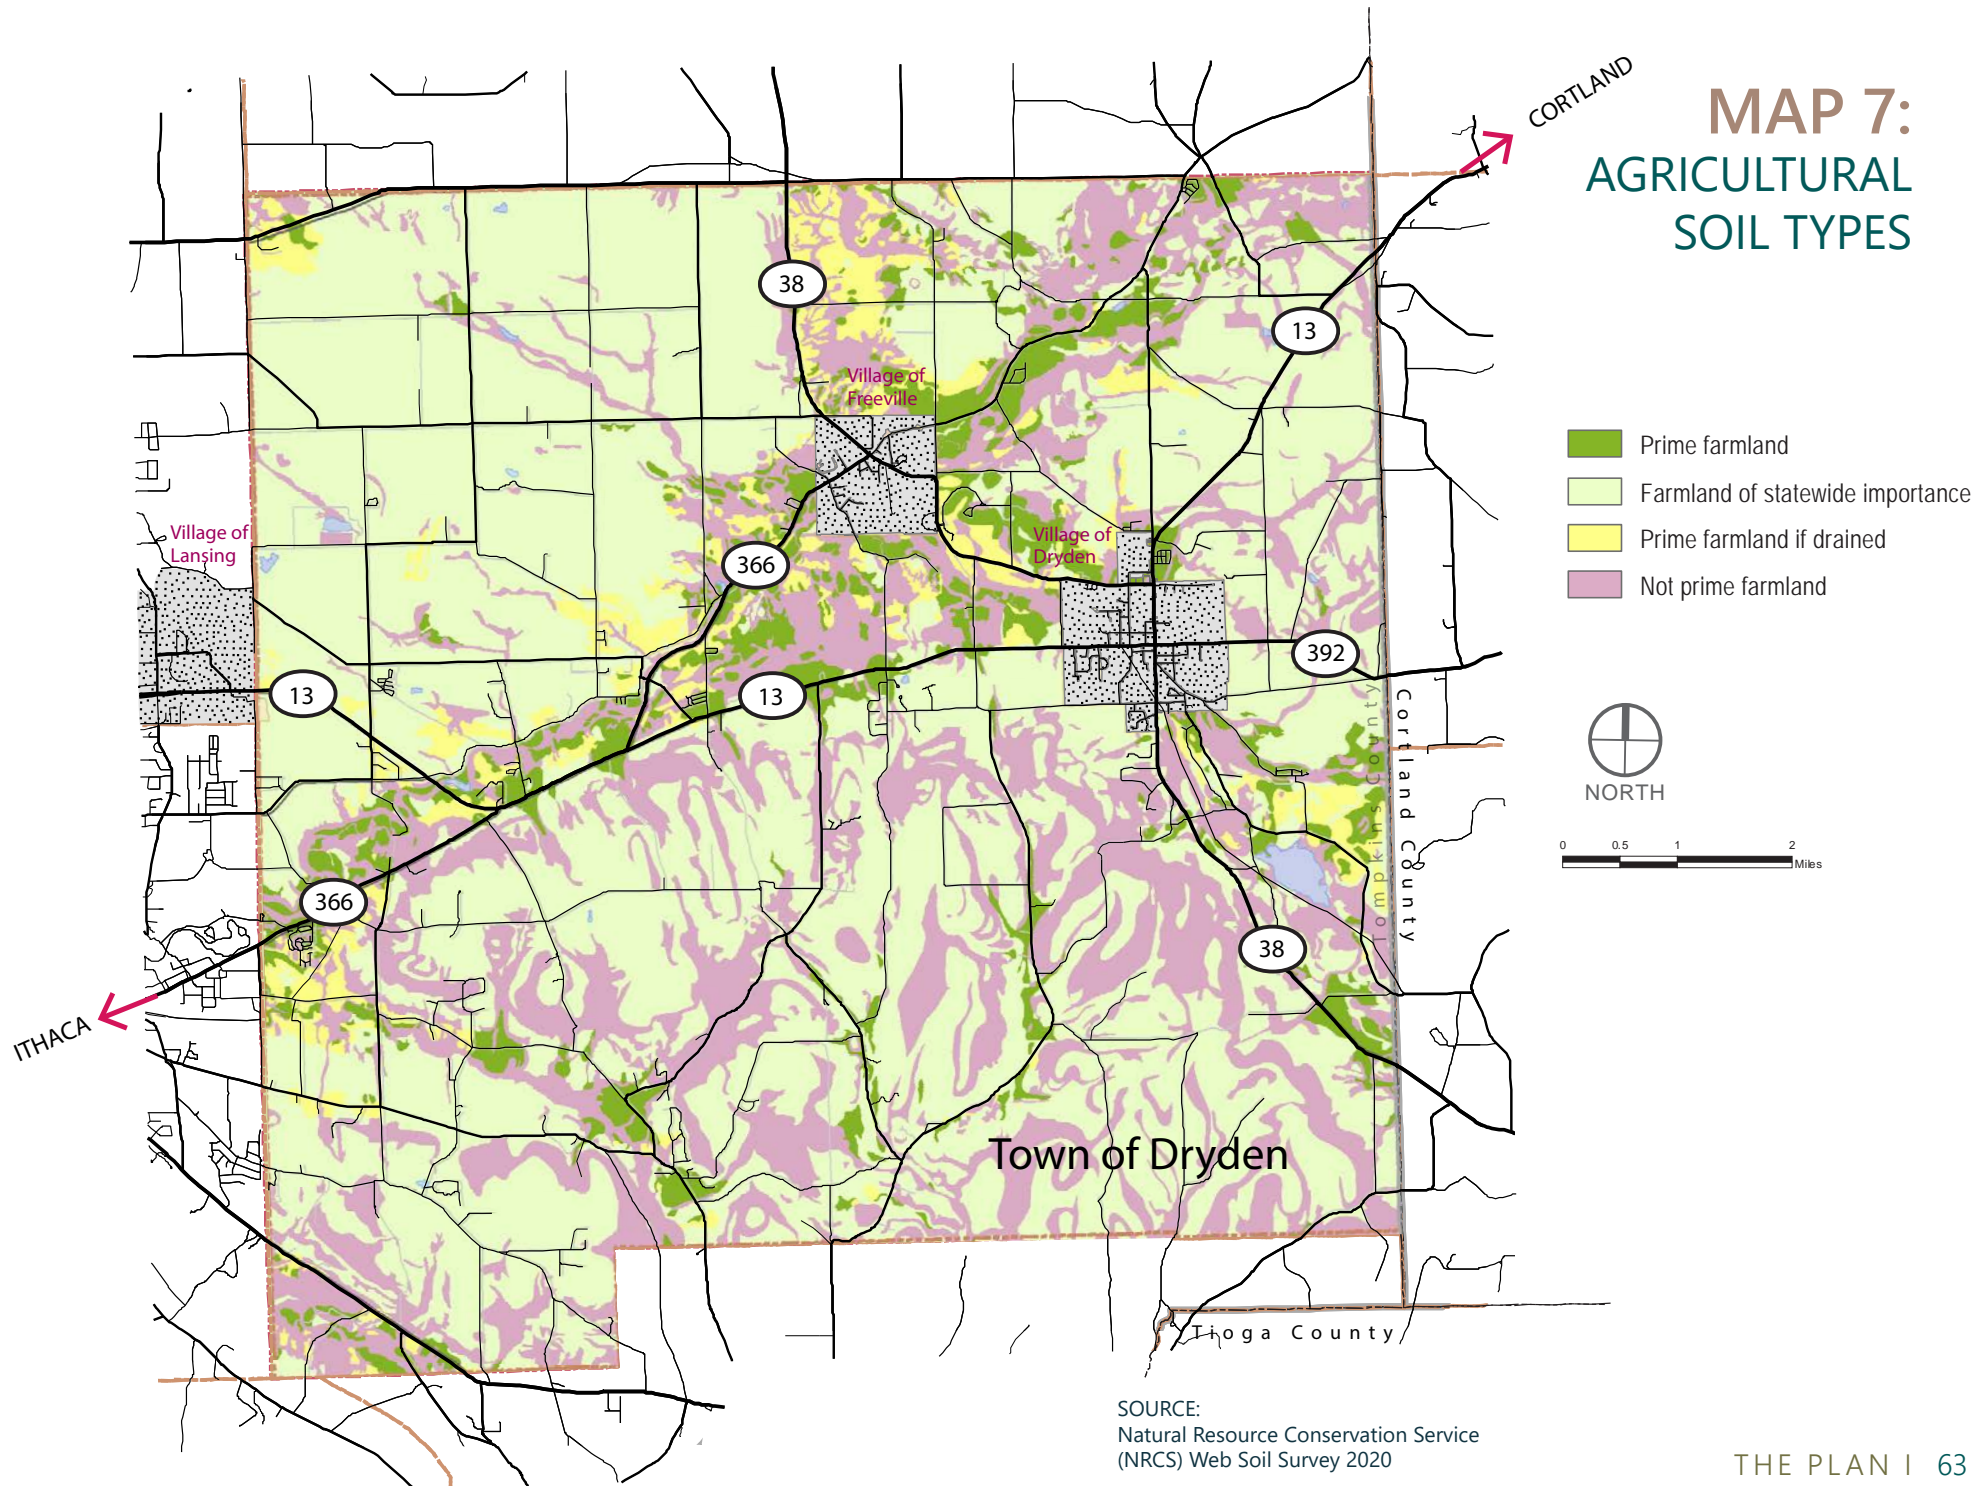 MAP 7:
AGRICULTURAL
SOIL TYPES
CORTLAND
38
13
Village of
Freeville
Prime farmland
Farmland of statewide importance
Prime farmland if drained
Not prime farmland
Village of
Lansing
Village of
Dryden
366
392
13
13
Tompkins County
Cortland County
NORTH
0 0.5 1 2
Miles
366
38
ITHACA
Town of Dryden
Tioga County
SOURCE:
Natural Resource Conservation Service
(NRCS) Web Soil Survey 2020
THE PLAN I 63